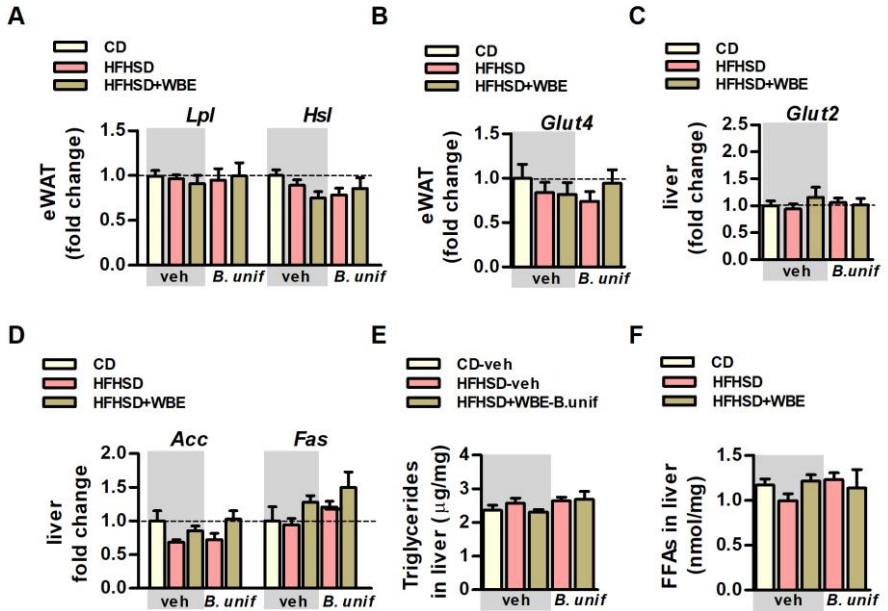 A
CD
HFHSD
HFHSD+WBE
Lpl Hsl
eWAT
(fold change)
1.5
1.0
0.5
0.0
veh B. unif veh B. unif
B
CD
HFHSD
HFHSD+WBE
Glut4
eWAT
(fold change)
1.5
1.0
0.5
0.0
veh B. unif
C
CD
HFHSD
HFHSD+WBE
Glut2
liver
(fold change)
2.5
2.0
1.5
1.0
0.5
0.0
veh B.unif
D
CD
HFHSD
HFHSD+WBE
Acc Fas
liver
fold change
2.0
1.5
1.0
0.5
0.0
veh B. unif veh B. unif
E
CD-veh
HFHSD-veh
HFHSD+WBE-B.unif
Triglycerides
in liver (µg/mg)
4
3
2
1
0
veh B. unif
F
CD
HFHSD
HFHSD+WBE
FFAs in liver
(nmol/mg)
1.5
1.0
0.5
0.0
veh B. unif